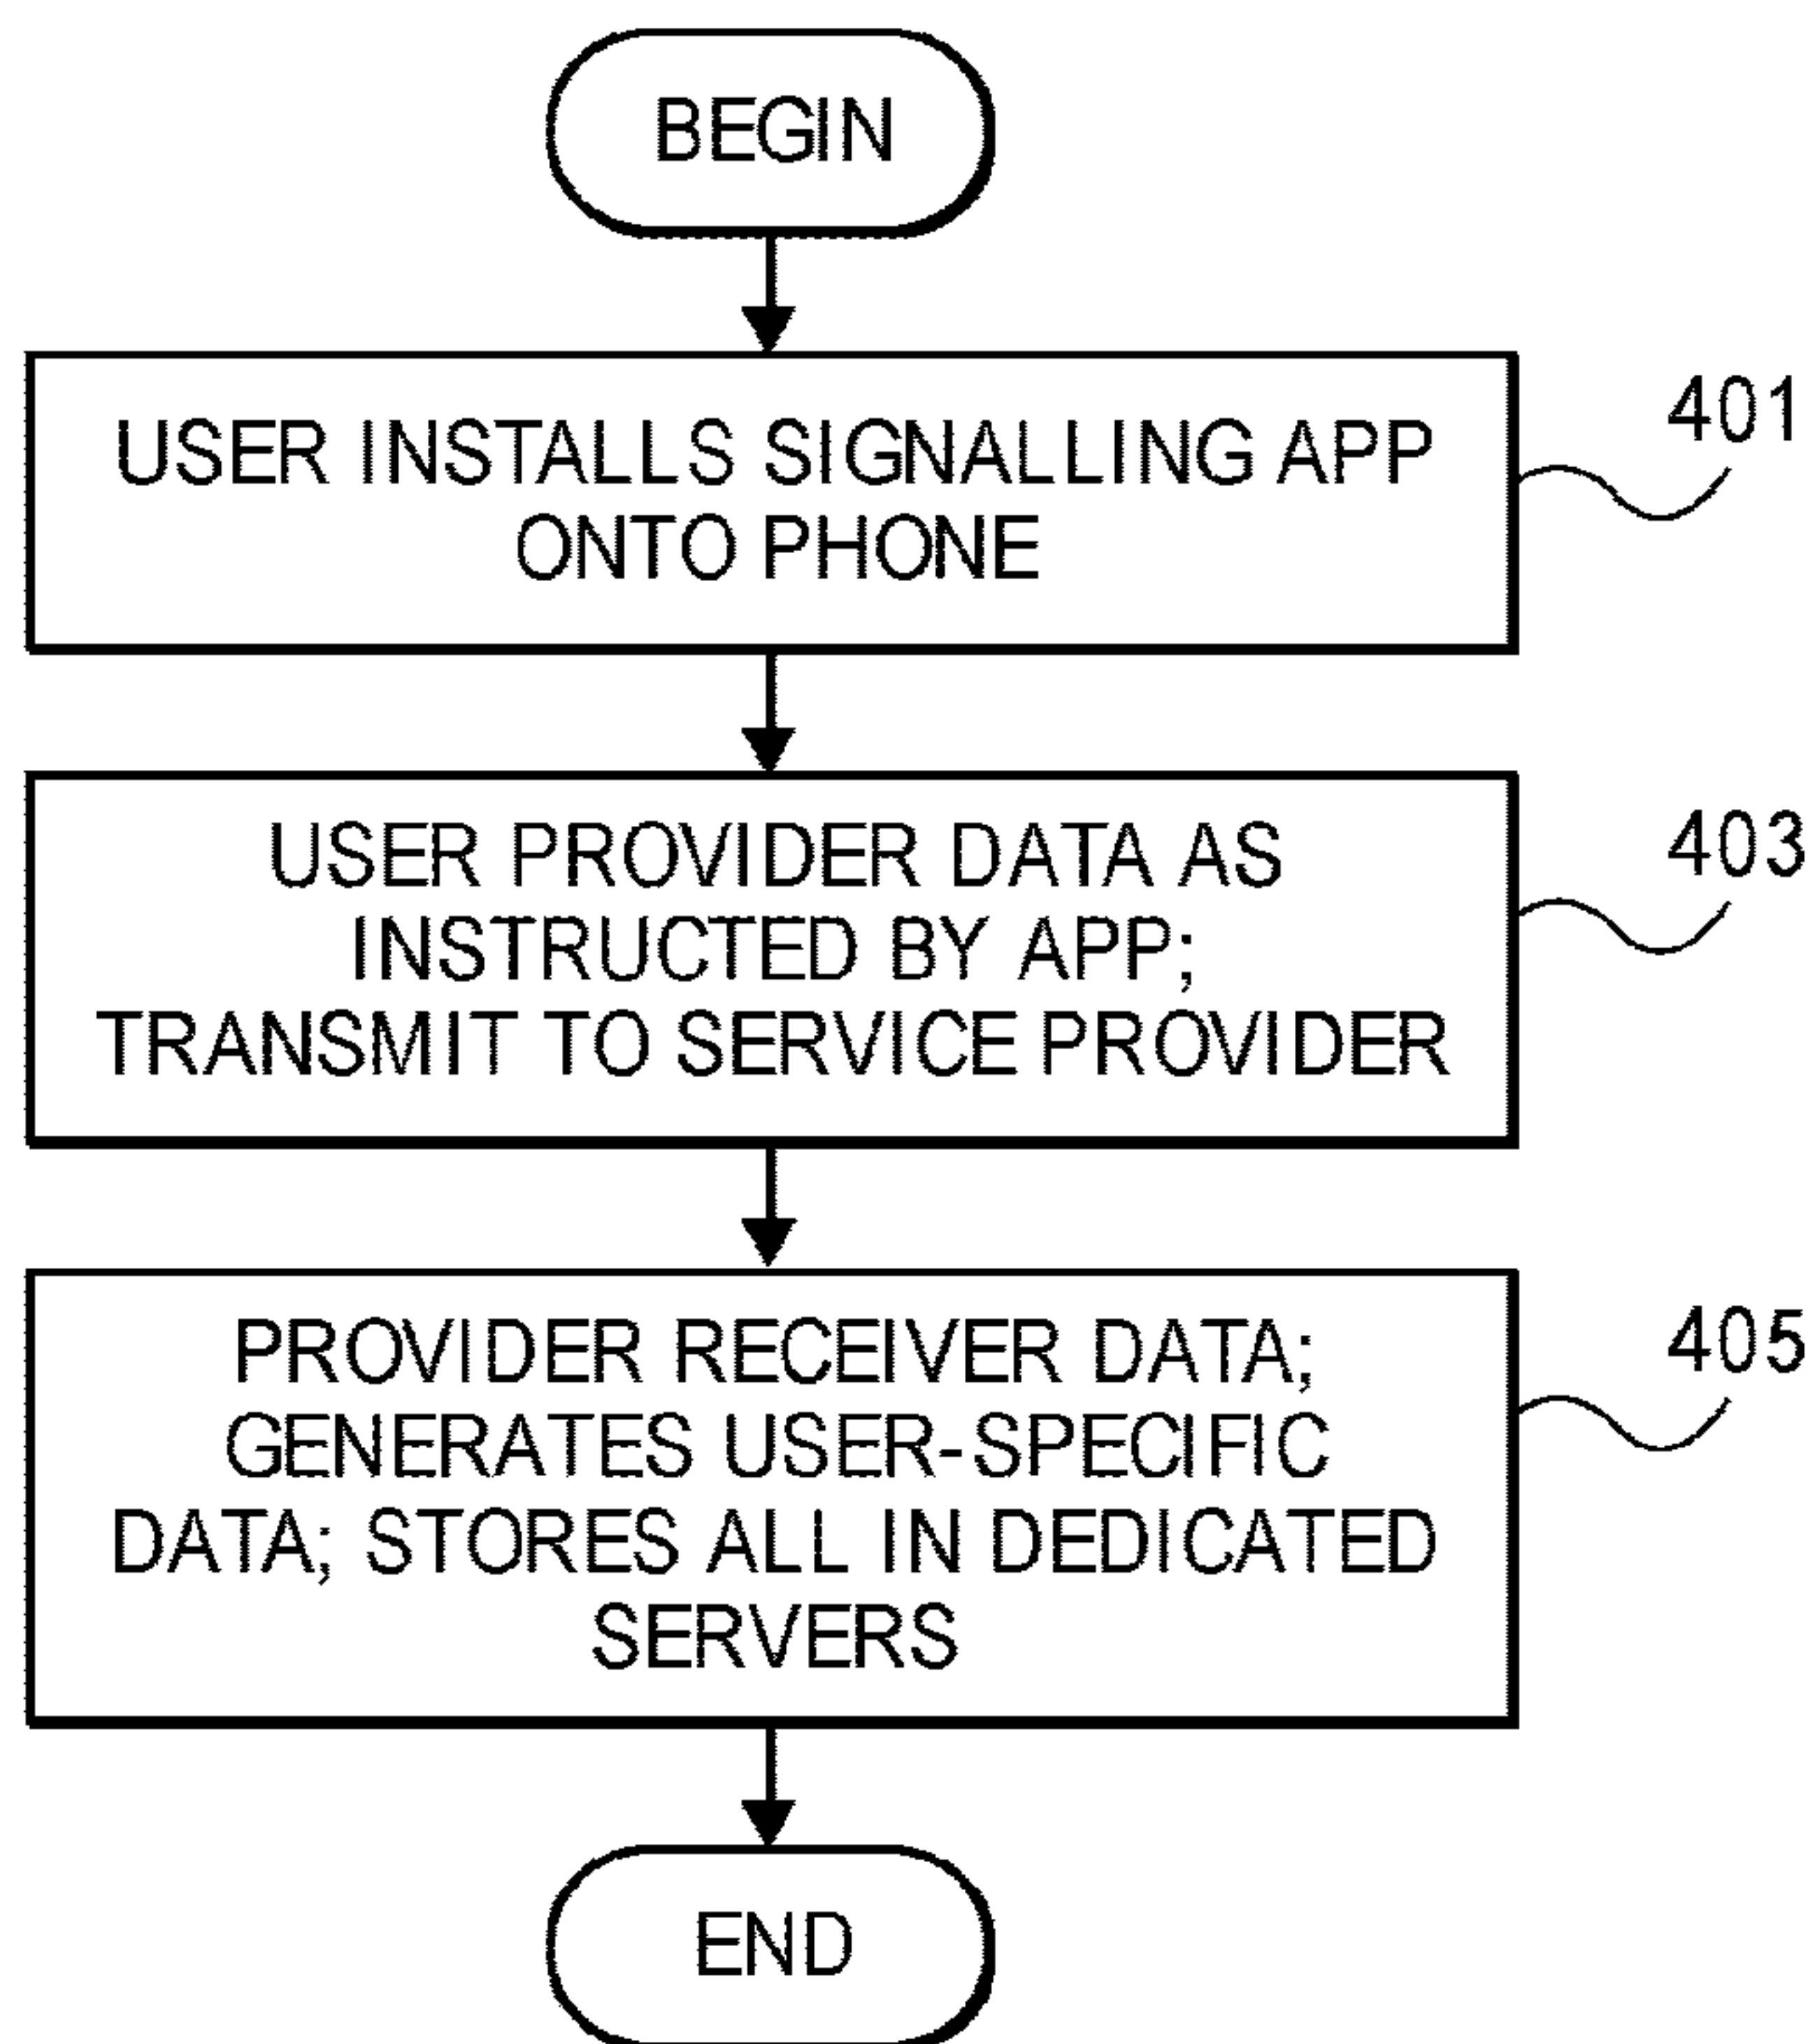 BEGIN
USER INSTALLS SIGNALLING APP
ONTO PHONE
401
USER PROVIDER DATA AS
INSTRUCTED BY APP;
TRANSMIT TO SERVICE PROVIDER
403
PROVIDER RECEIVER DATA;
GENERATES USER-SPECIFIC
DATA; STORES ALL IN DEDICATED
SERVERS
405
END